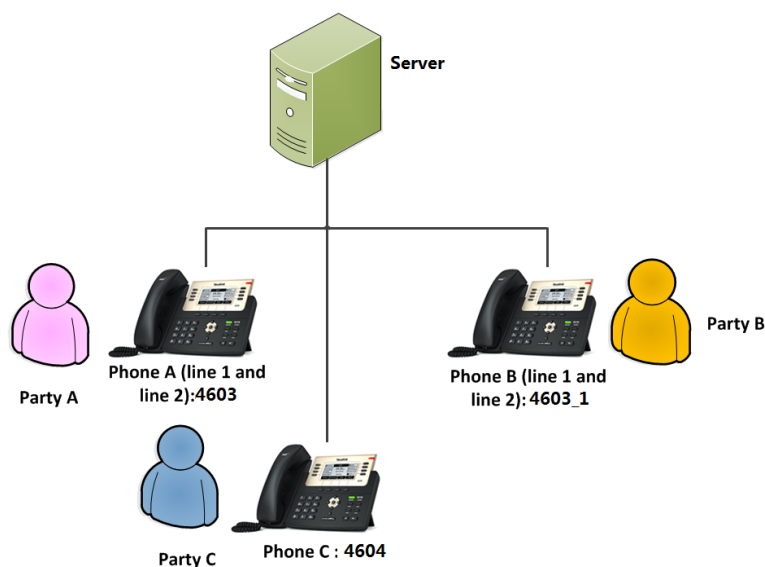 Server
Party B
Phone A (line 1 and
line 2):4603
Phone B (line 1 and
line 2): 4603_1
Party A
Party C
Phone C : 4604